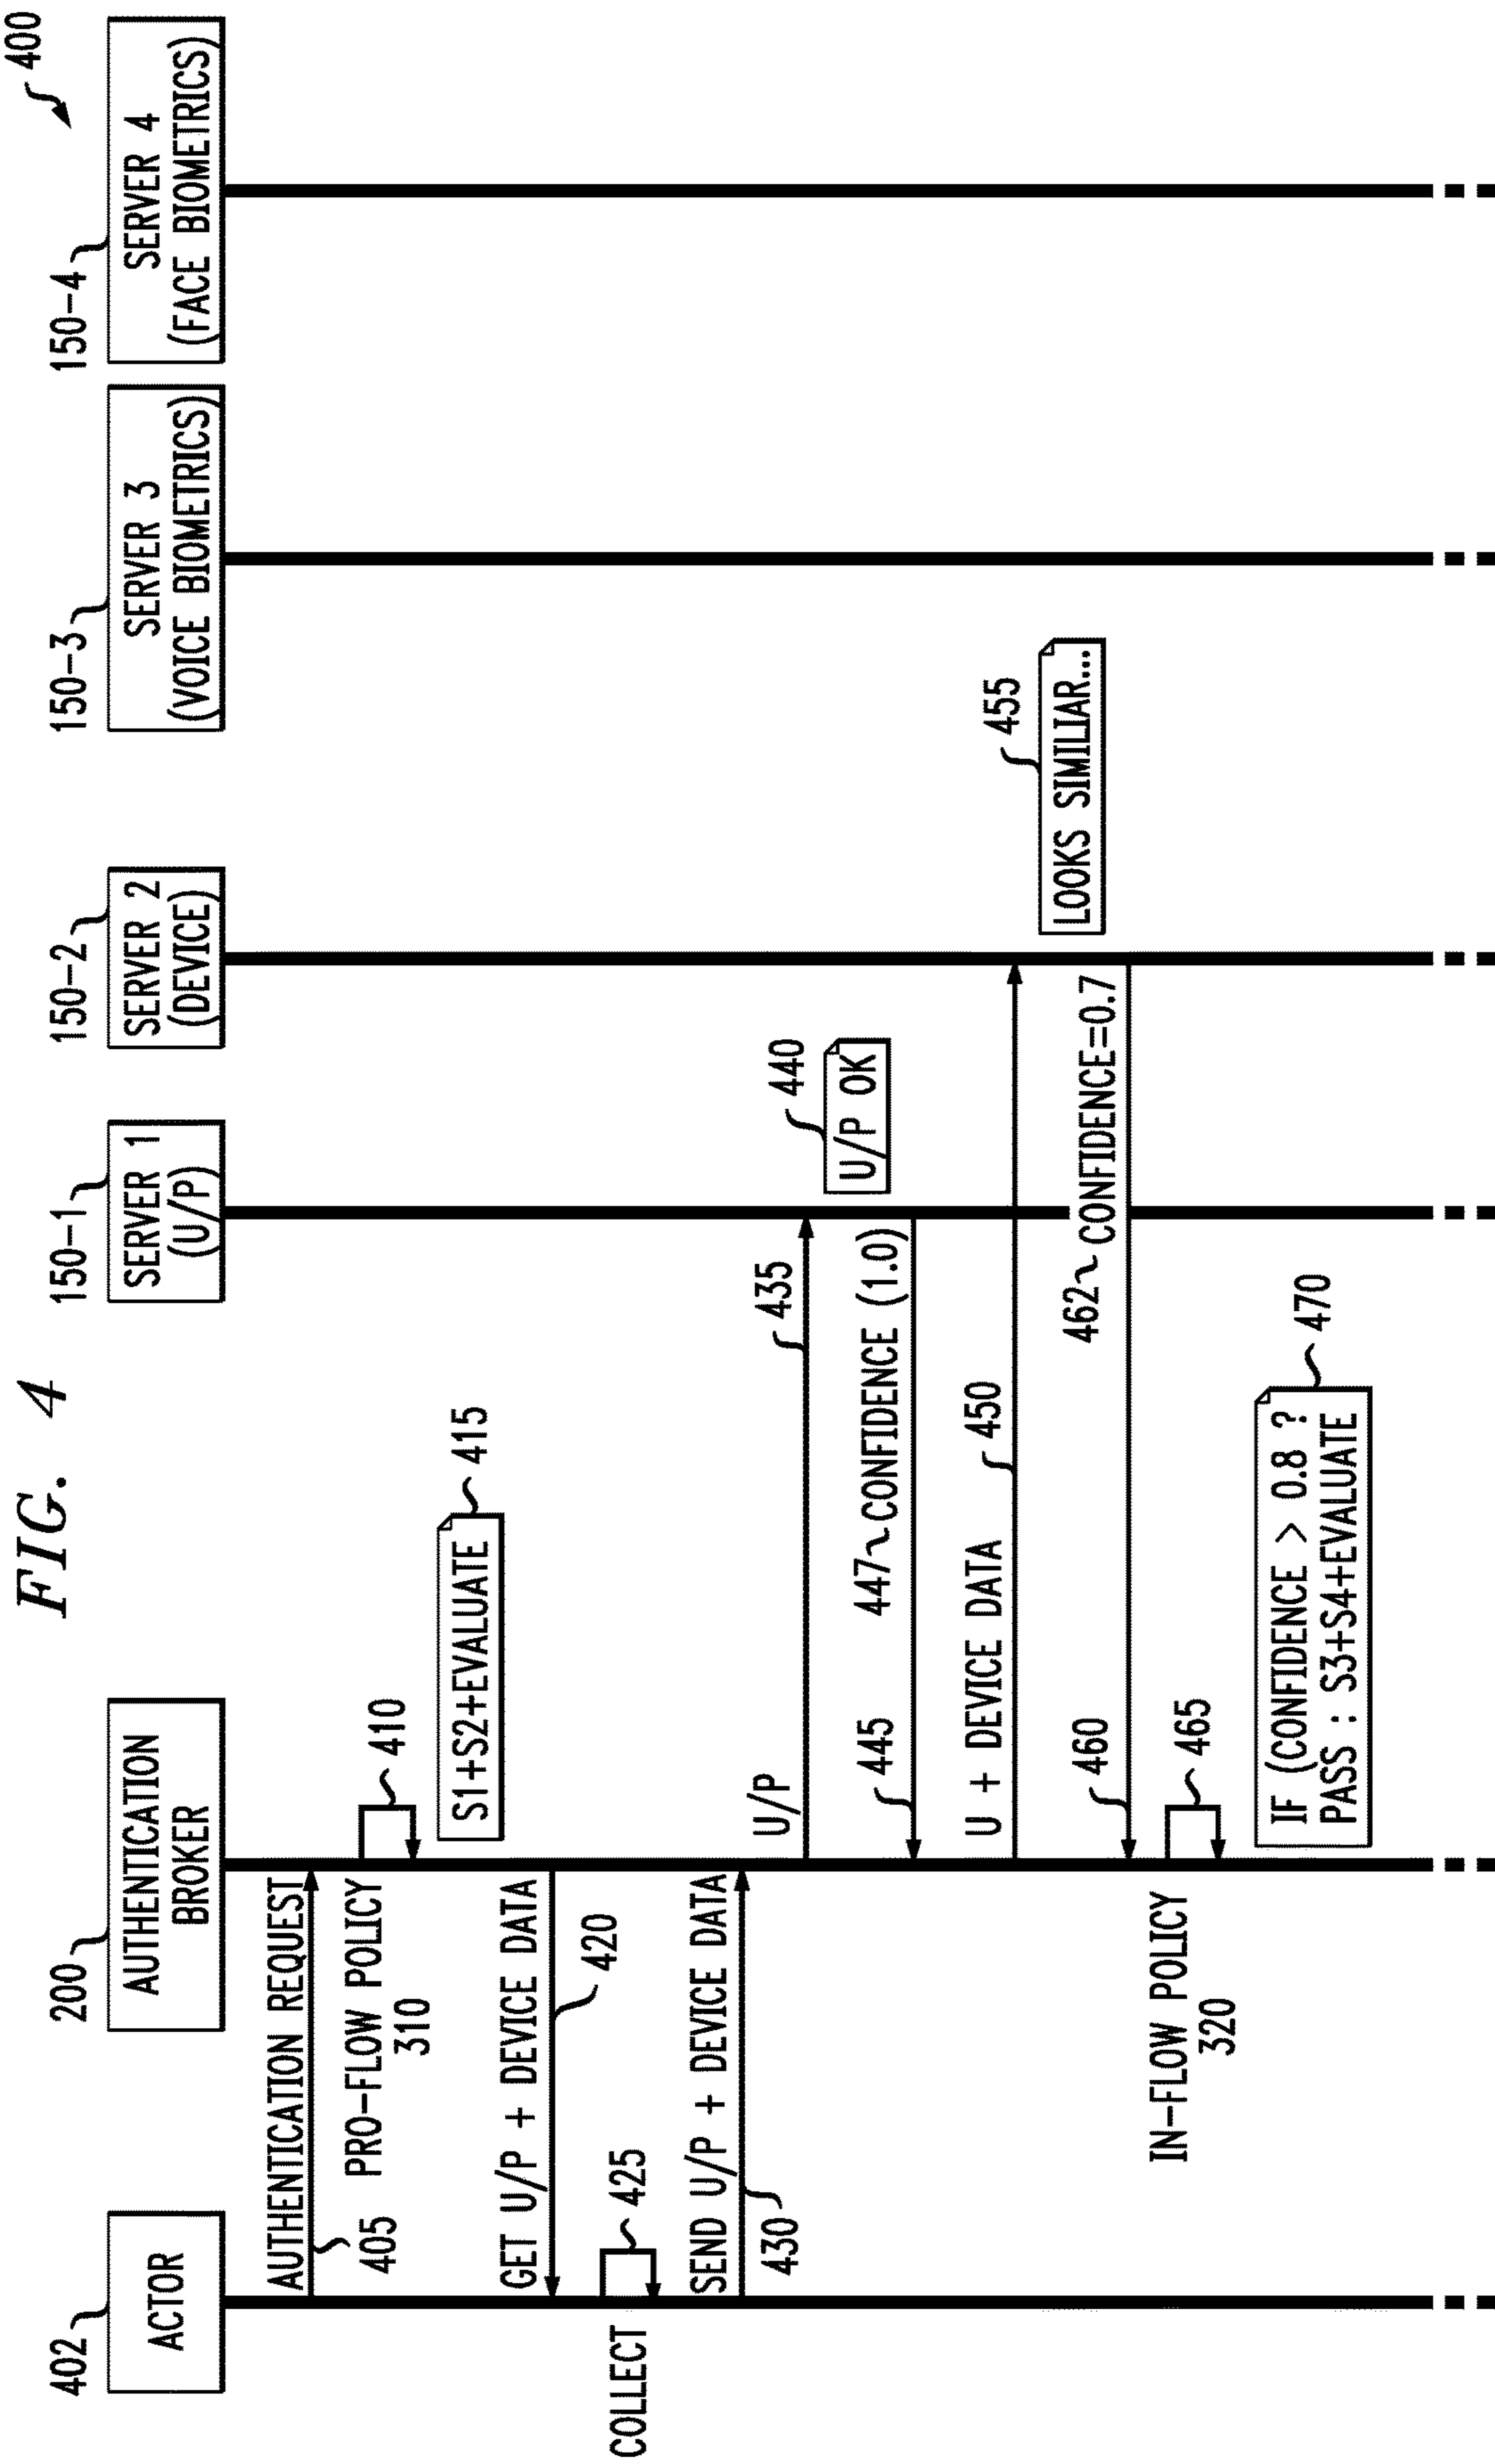 FIG. 4
400
402
ACTOR
200
AUTHENTICATION
BROKER
150-1
SERVER 1
(U/P)
150-2
SERVER 2
(DEVICE)
150-3
SERVER 3
(VOICE BIOMETRICS)
150-4
SERVER 4
(FACE BIOMETRICS)
AUTHENTICATION REQUEST
405
PRO-FLOW POLICY
310
410
S1+S2+EVALUATE
415
GET U/P + DEVICE DATA
420
COLLECT
425
SEND U/P + DEVICE DATA
430
U/P
435
U/P OK
440
445
447
CONFIDENCE (1.0)
U + DEVICE DATA
450
LOOKS SIMILIAR...
455
460
462
CONFIDENCE=0.7
IN-FLOW POLICY
320
465
IF (CONFIDENCE > 0.8 ?
PASS : S3+S4+EVALUATE
470